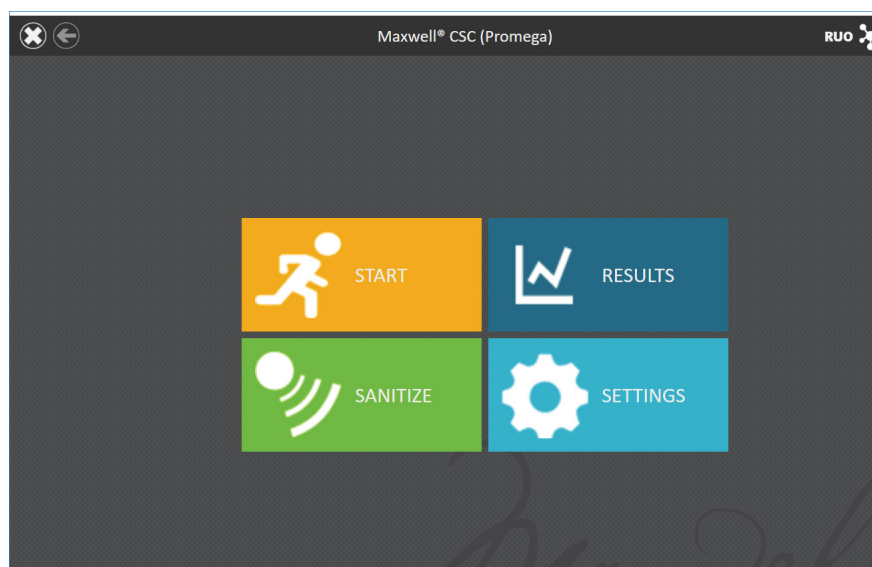 Maxwell® CSC (Promega)
RUO
START
RESULTS
SANITIZE
SETTINGS